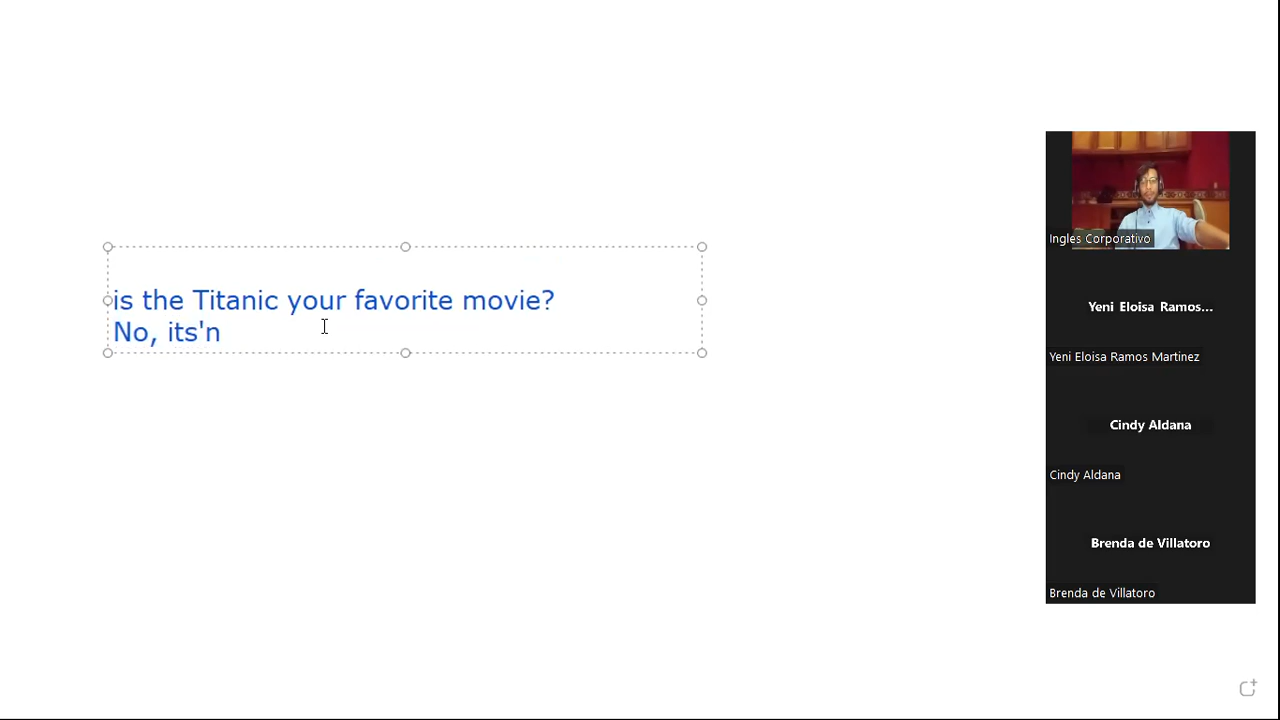 is the Titanic your favorite movie?
No, its'n
Ingles Corporativo
Yeni Eloisa Ramos...
Yeni Eloisa Ramos Martinez
Cindy Aldana
Cindy Aldana
Brenda de Villatoro
Brenda de Villatoro